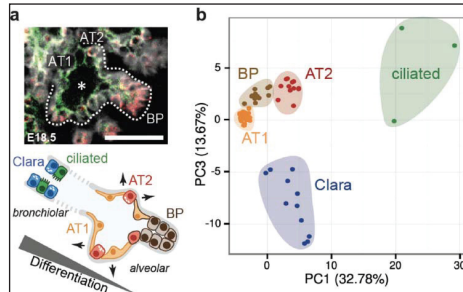 a
AT2
AT1
*
BP
E18.5
Clara
ciliated
AT2
bronchiolar
BP
AT1
alveolar
Differentiation
b
5
0
-5
-10
PC3 (13.67%)
BP
AT2
AT1
ciliated
Clara
0
10
20
30
PC1 (32.78%)